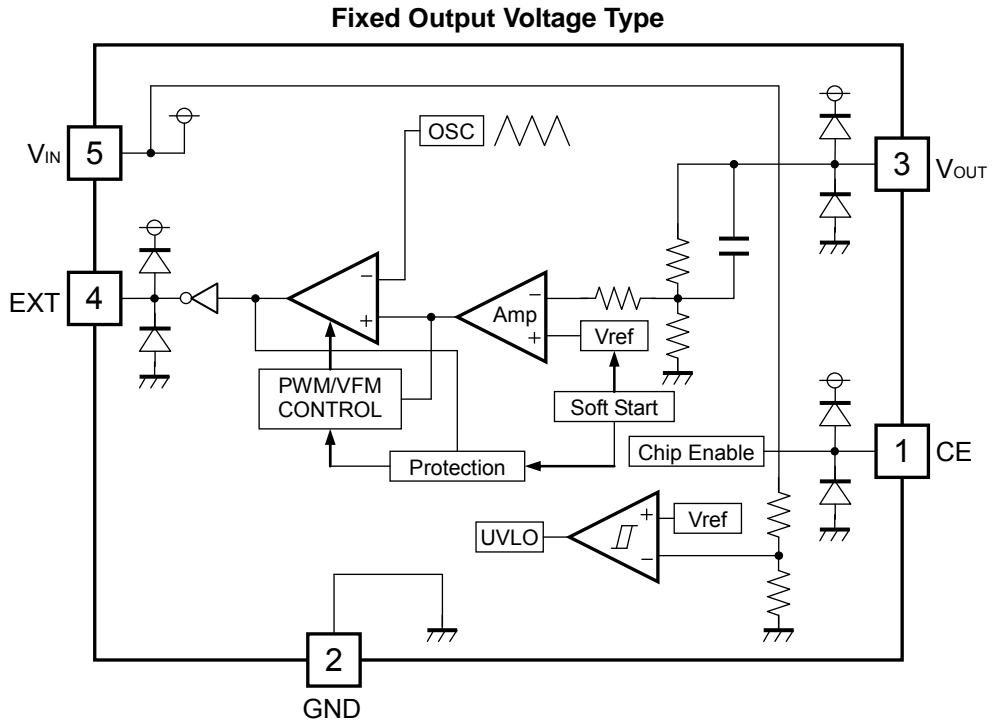 Fixed Output Voltage Type
OSC
VIN
5
3
VOUT
EXT
4
−
+
−
Amp
+
Vref
PWM/VFM
CONTROL
Soft Start
Protection
Chip Enable
1
CE
UVLO
+
−
Vref
2
GND